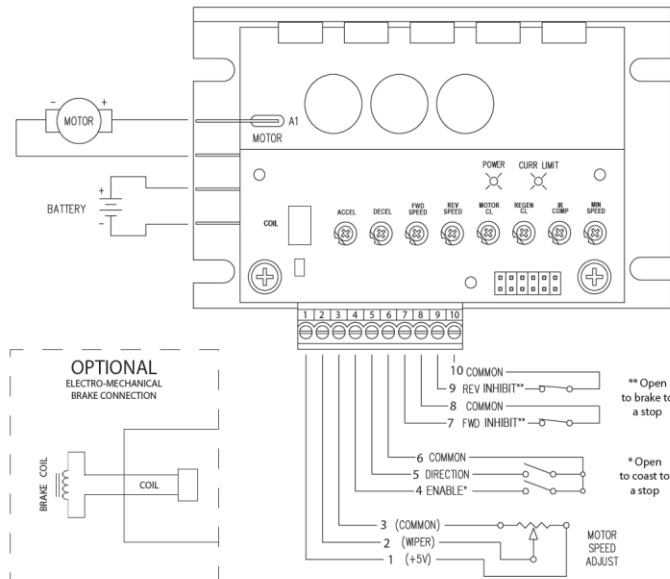 - MOTOR +
A1
MOTOR
POWER CURR LIMIT
+
BATTERY
-
COIL
ACCEL
DECEL
FWD
SPEED
REV
SPEED
MOTOR
CL
REGEN
CL
IR
COMP
MIN
SPEED
1 2 3 4 5 6 7 8 9 10
OPTIONAL
ELECTRO-MECHANICAL
BRAKE CONNECTION
BRAKE COIL
COIL
10 COMMON
9 REV INHIBIT**
8 COMMON
7 FWD INHIBIT**
** Open
to brake to
a stop
6 COMMON
5 DIRECTION
4 ENABLE*
* Open
to coast to
a stop
3 (COMMON)
2 (WIPER)
1 (+5V)
MOTOR
SPEED
ADJUST